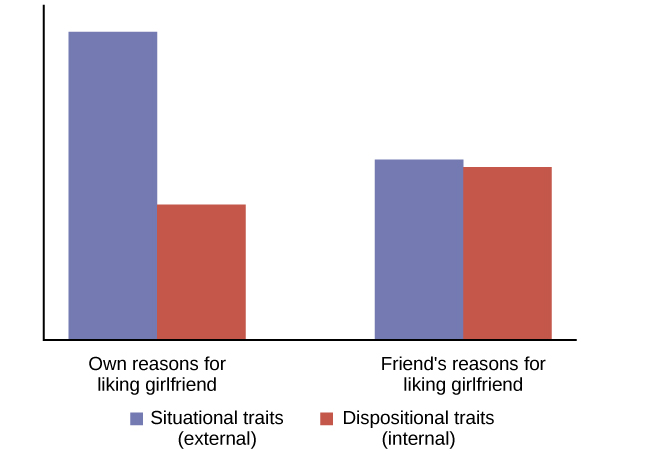 Own reasons for
liking girlfriend
Friend's reasons for
liking girlfriend
Situational traits
(external)
Dispositional traits
(internal)